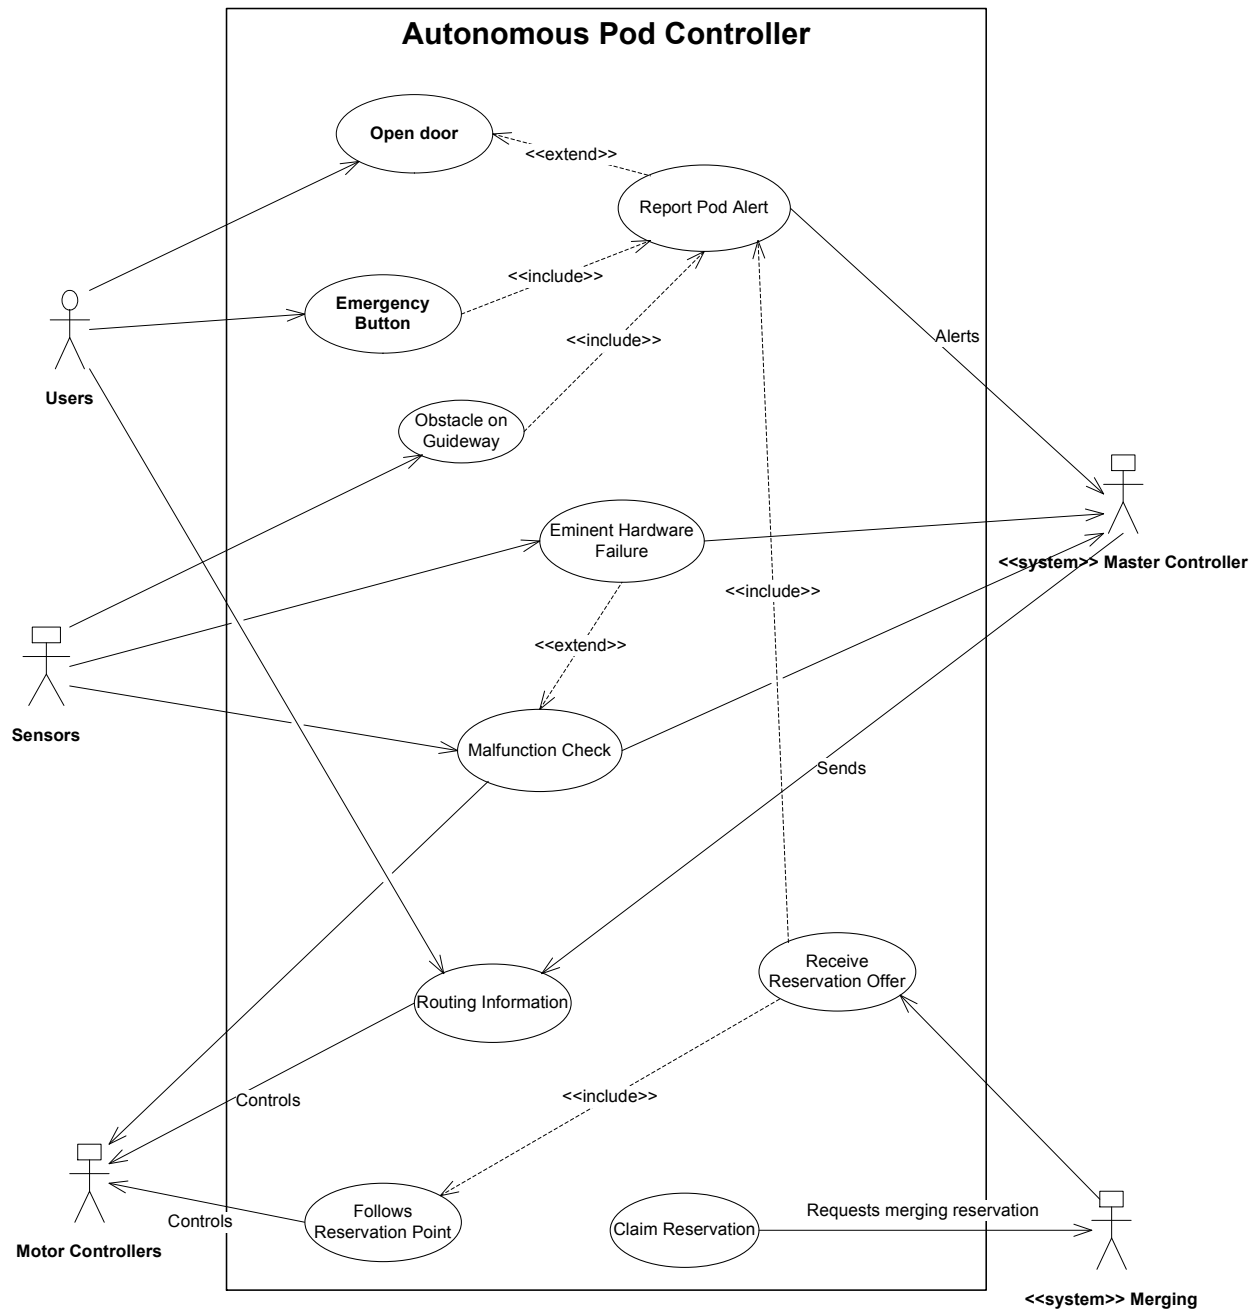 Autonomous Pod Controller
Open door
<<extend>>
Report Pod Alert
<<include>>
Emergency
Button
<<include>>
Alerts
Users
Obstacle on
Guideway
Eminent Hardware
Failure
<<system>> Master Controller
<<include>>
<<extend>>
Sensors
Malfunction Check
Sends
Receive
Reservation Offer
Routing Information
<<include>>
Controls
Follows
Reservation Point
Controls
Claim Reservation
Requests merging reservation
Motor Controllers
<<system>> Merging